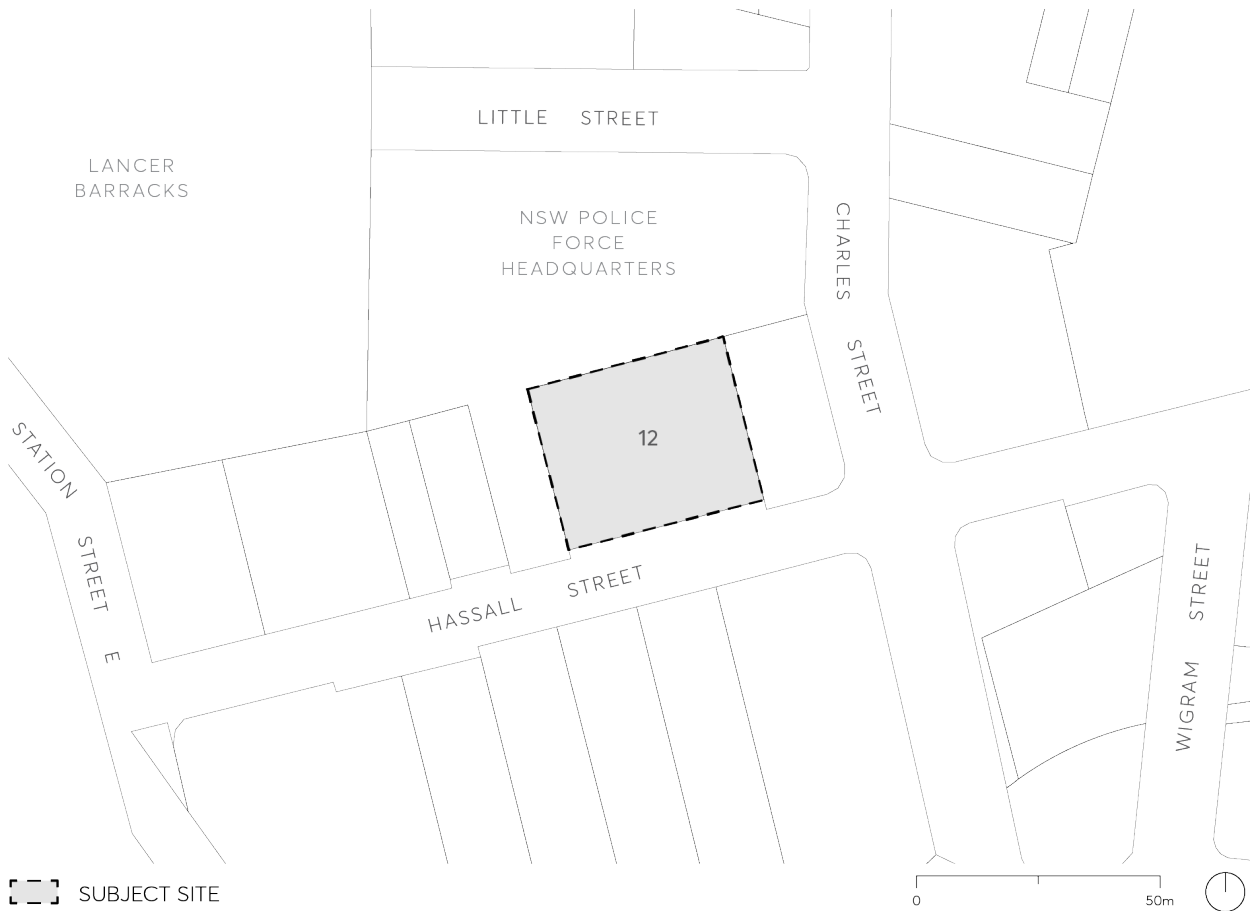 LITTLE STREET
LANCER
BARRACKS
NSW POLICE
FORCE
HEADQUARTERS
CHARLES STREET
12
STATION STREET E
HASSALL STREET
WIGRAM STREET
SUBJECT SITE
0 50m